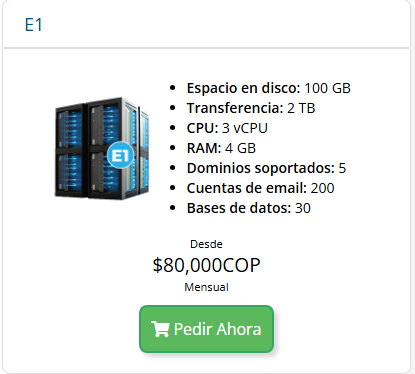 E1
E1
Espacio en disco: 100 GB
Transferencia: 2 TB
CPU: 3 vCPU
RAM: 4 GB
Dominios soportados: 5
Cuentas de email: 200
Bases de datos: 30
Desde
$80,000COP
Mensual
Pedir Ahora